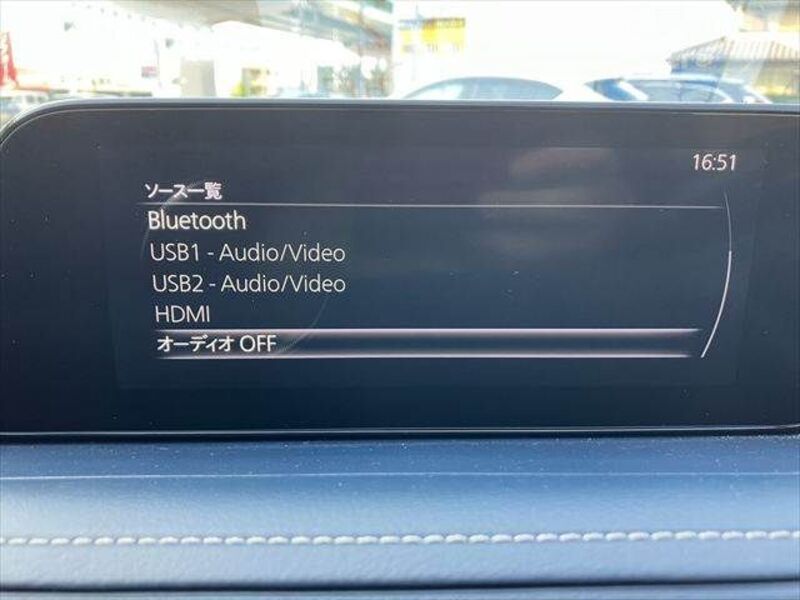 16:51
ソース一覧
Bluetooth
USB1 - Audio/Video
USB2 - Audio/Video
HDMI
オーディオ OFF